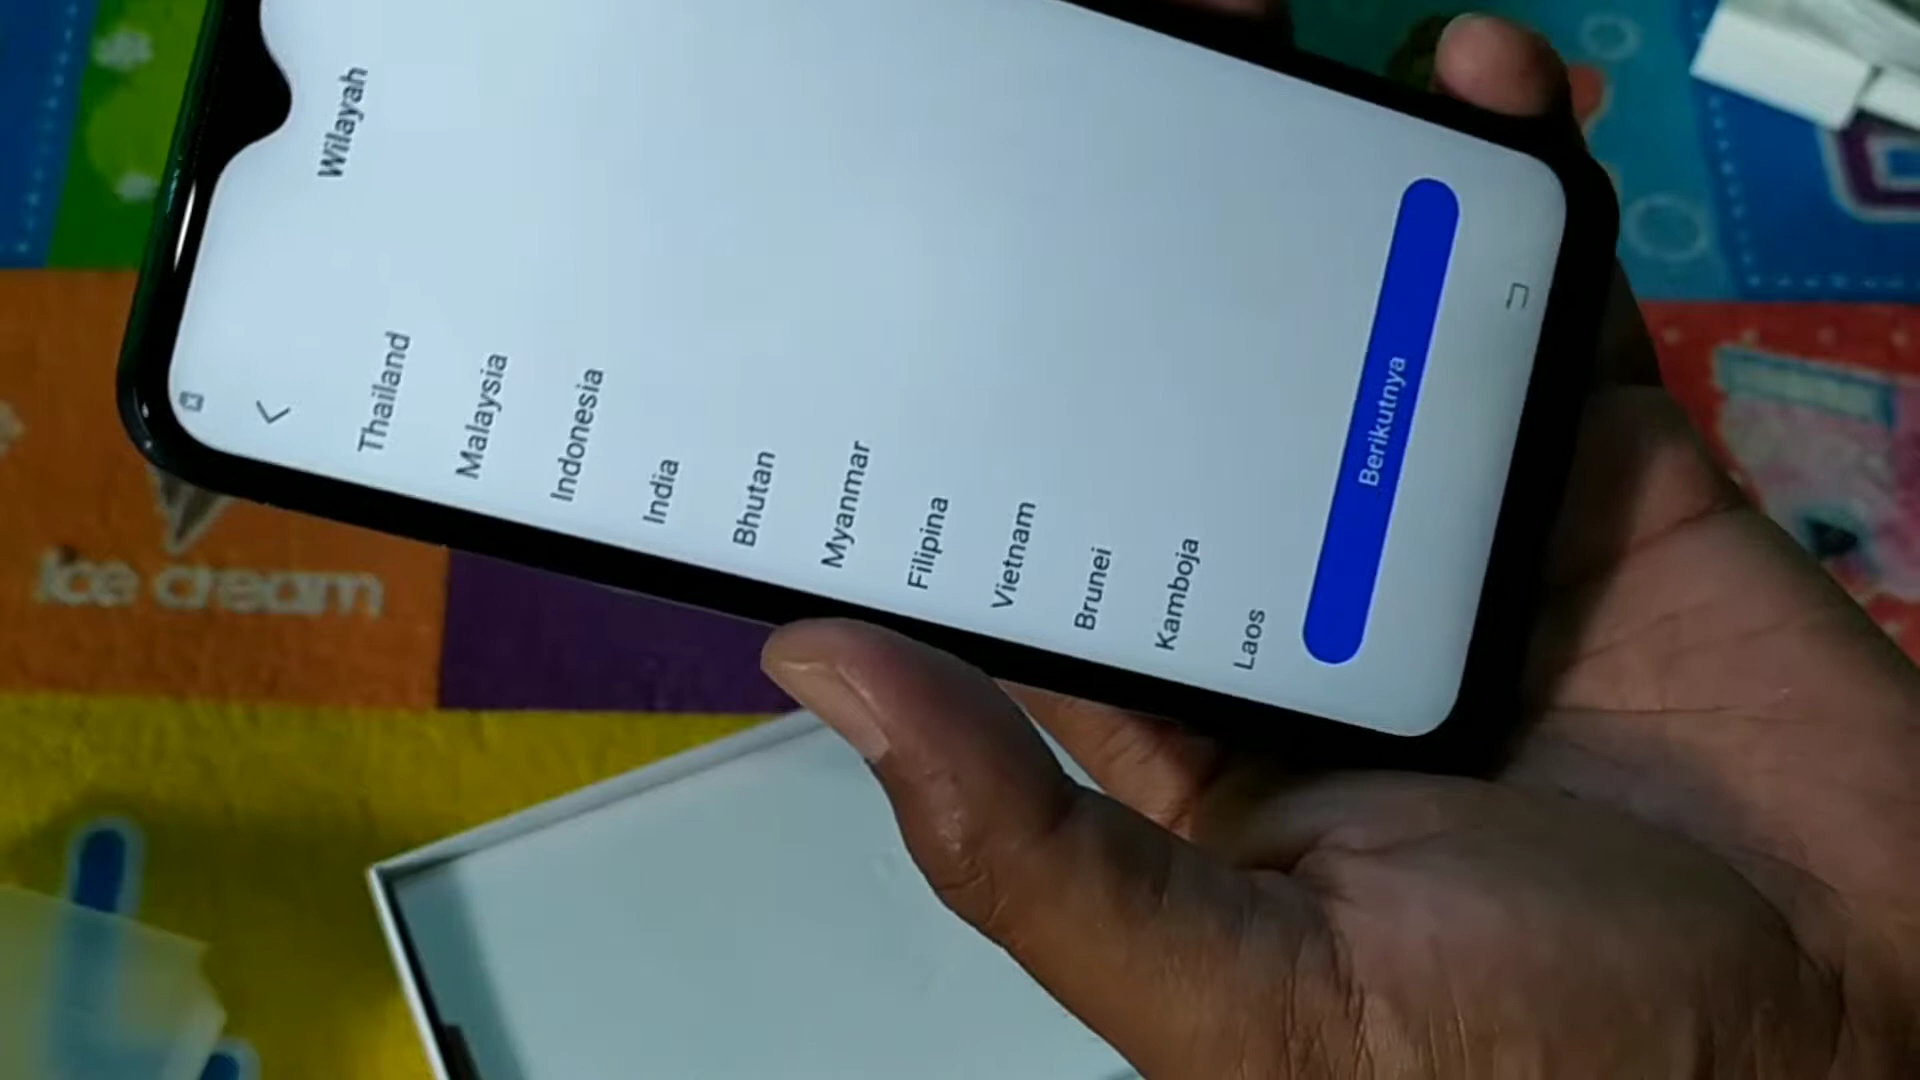 Wilayah
Thailand
Malaysia
Indonesia
India
Bhutan
Myanmar
Filipina
Vietnam
Brunei
Kamboja
Laos
Berikutnya
Ice cream